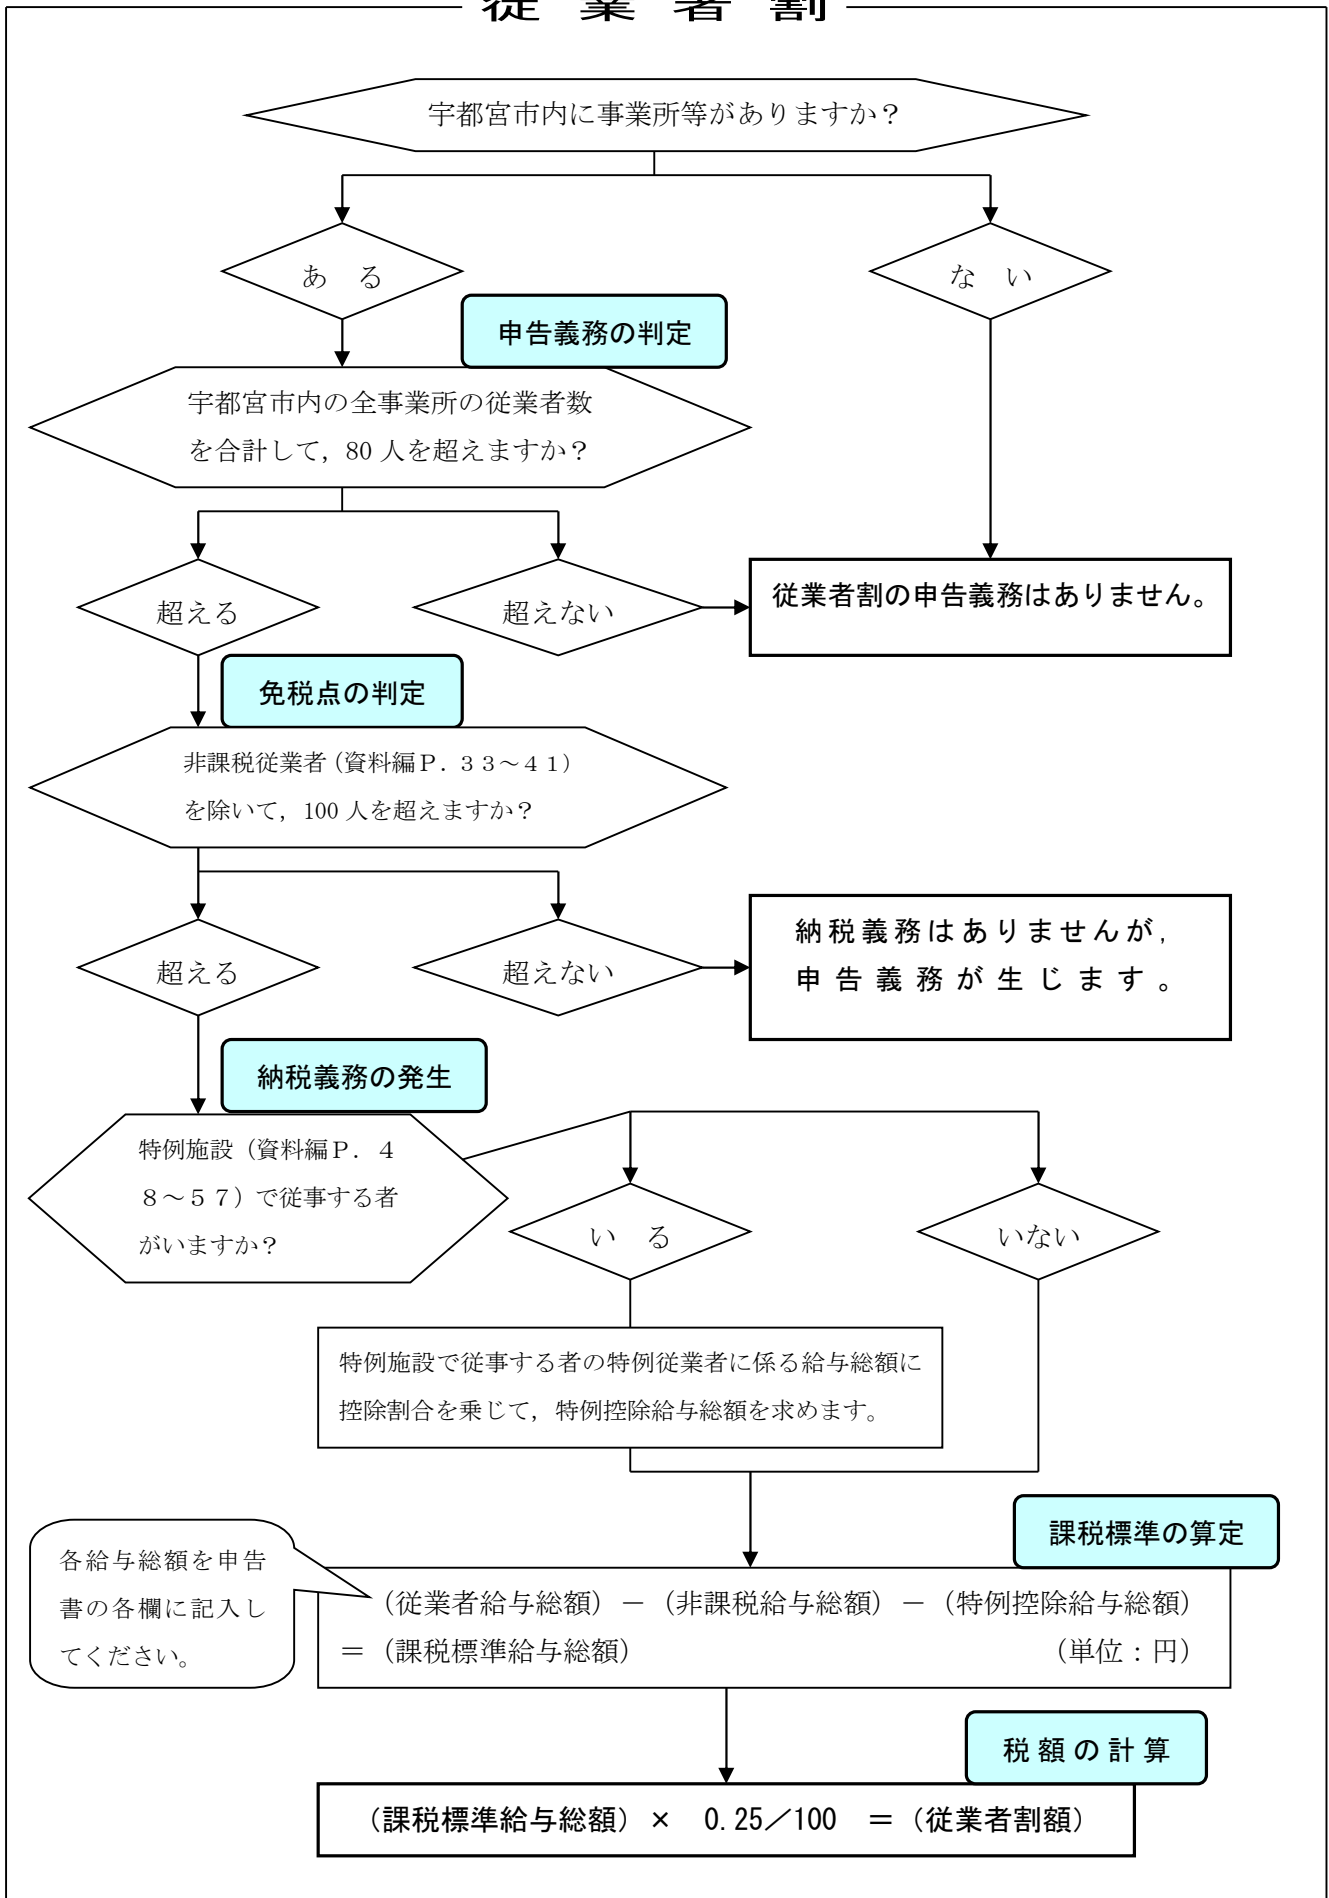 従業者割
宇都宮市内に事業所等がありますか？
あ　る
な　い
申告義務の判定
宇都宮市内の全事業所の従業者数
を合計して，80 人を超えますか？
超える
超えない
従業者割の申告義務はありません。
免税点の判定
非課税従業者（資料編Ｐ．３３～４１）
を除いて，100 人を超えますか？
超える
超えない
納税義務はありませんが，
申告義務が生じます。
納税義務の発生
特例施設（資料編Ｐ．４
８～５７）で従事する者
がいますか？
い　る
いない
特例施設で従事する者の特例従業者に係る給与総額に
控除割合を乗じて，特例控除給与総額を求めます。
課税標準の算定
各給与総額を申告
書の各欄に記入し
てください。
（従業者給与総額）－（非課税給与総額）－（特例控除給与総額）
＝（課税標準給与総額）　（単位：円）
税額の計算
（課税標準給与総額）×　0.25／100　＝（従業者割額）